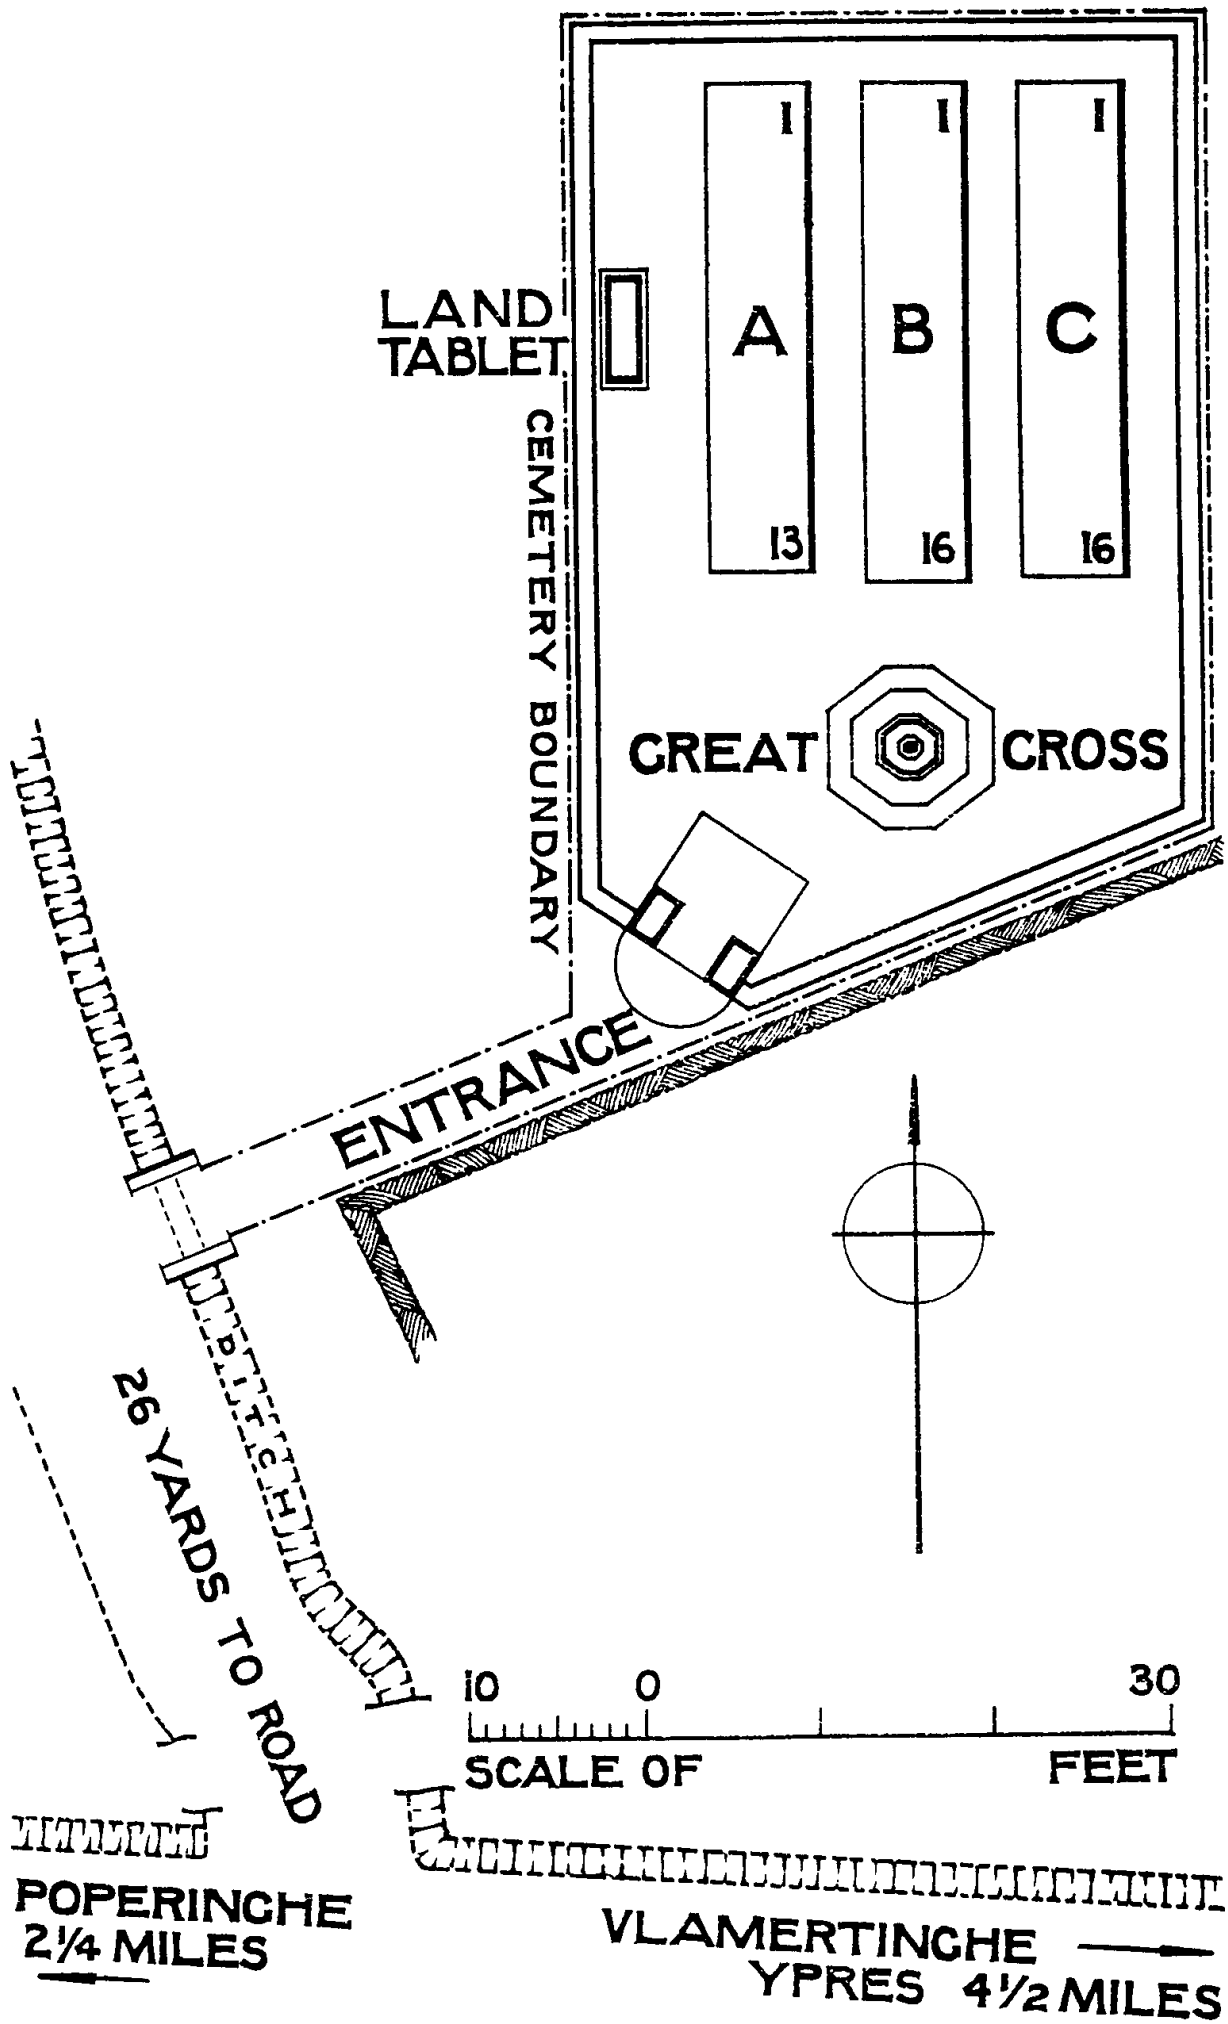 1
1
1
LAND
TABLET
A
B
C
CEMETERY BOUNDARY
13
16
16
GREAT CROSS
ENTRANCE
DITCH
26 YARDS TO ROAD
10 0 30
SCALE OF FEET
POPERINGHE
2¼ MILES
VLAMERTINGHE
YPRES 4½ MILES